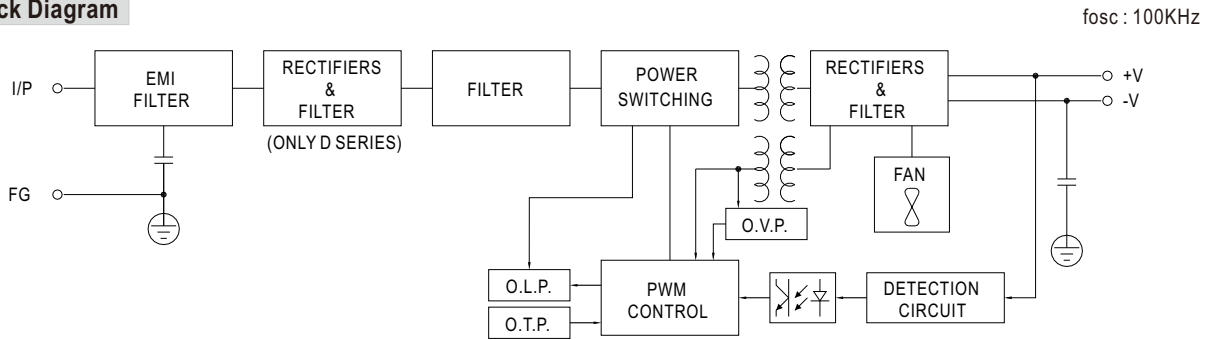 ck Diagram
fosc : 100KHz
I/P
EMI
FILTER
RECTIFIERS
&
FILTER
(ONLY D SERIES)
FILTER
POWER
SWITCHING
RECTIFIERS
&
FILTER
+V
-V
FG
FAN
O.V.P.
O.L.P.
O.T.P.
PWM
CONTROL
DETECTION
CIRCUIT